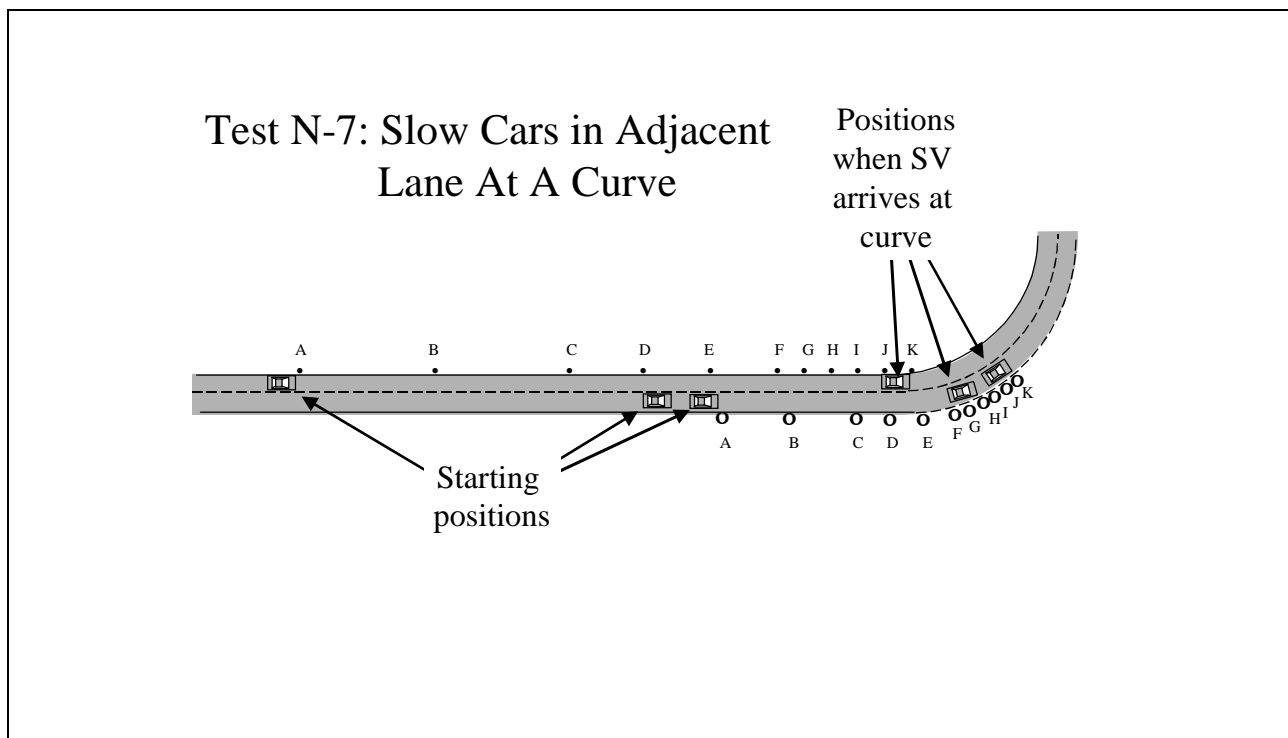 Test N-7: Slow Cars in Adjacent
Lane At A Curve
Positions
when SV
arrives at
curve
A B C D E F G H I J K
A B C D E F G H I J K
Starting
positions